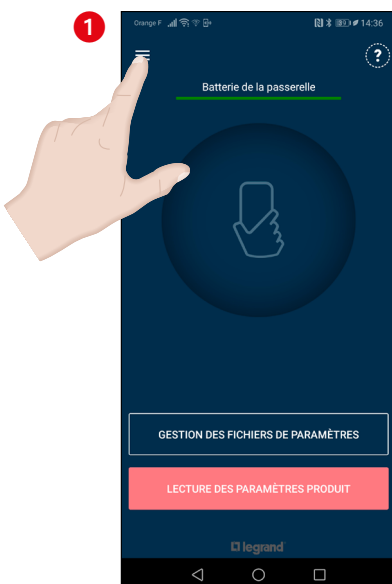 1
Orange F 14:36
?
Batterie de la passerelle
GESTION DES FICHIERS DE PARAMÈTRES
LECTURE DES PARAMÈTRES PRODUIT
legrand